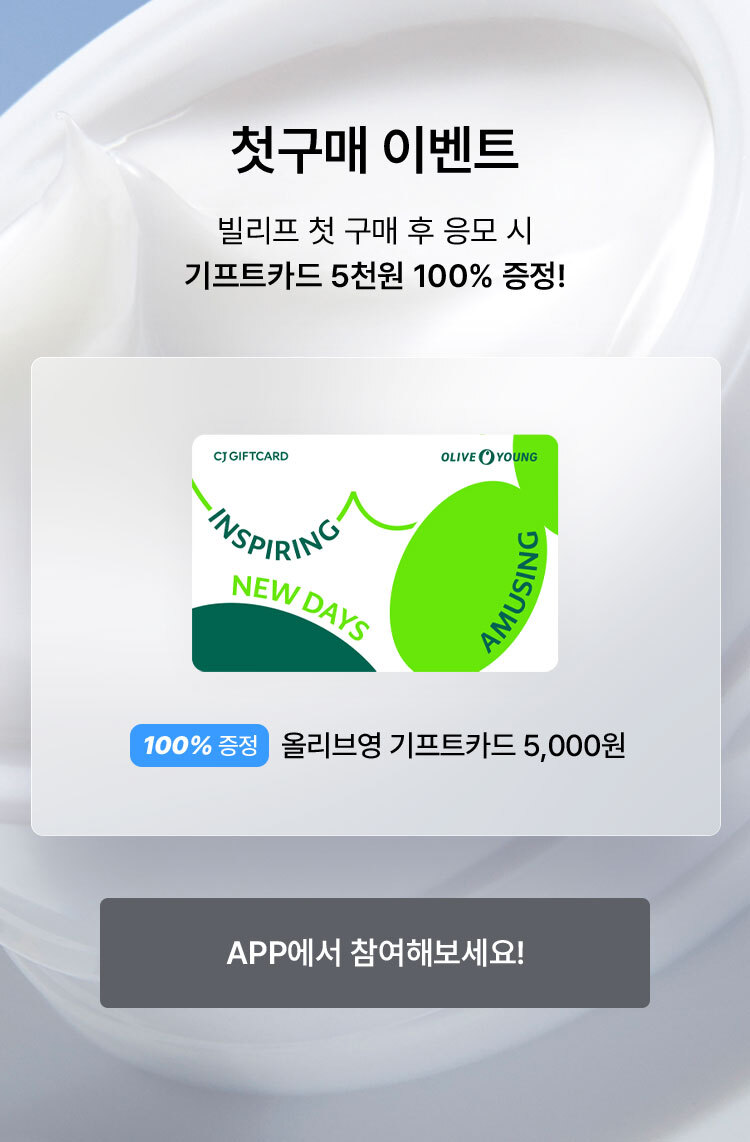 첫구매 이벤트
빌리프 첫 구매 후 응모 시
기프트카드 5천원 100% 증정!
CJ GIFTCARD
OLIVE YOUNG
INSPIRING
NEW DAYS
AMUSING
100% 증정 올리브영 기프트카드 5,000원
APP에서 참여해보세요!